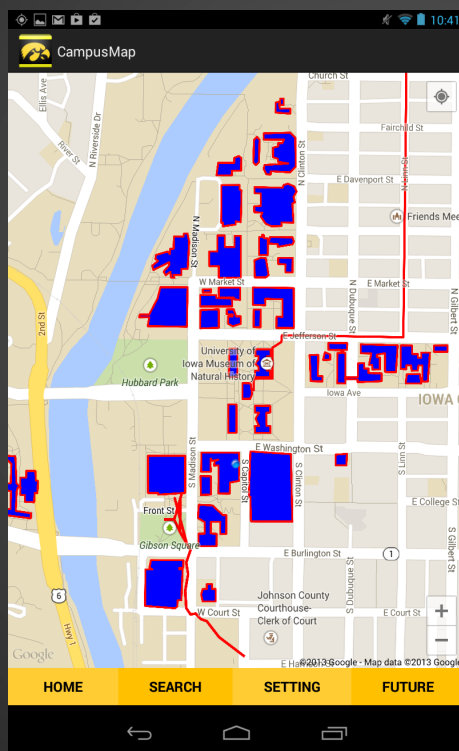 10:41
CampusMap
Church St
Ellis Ave
N Riverside Dr
River St
N Clinton St
Fairchild St
N Linn St
E Davenport St
Friends Mee
N Madison St
W Market St
E Market St
N Dubuque St
N Gilbert St
2nd St
E Jefferson St
University of
Iowa Museum of
Natural History
Hubbard Park
Iowa Ave
IOWA C
E Washington St
S Madison St
S Capitol St
S Clinton St
S Linn St
E College St
Front St
Gibson Square
E Burlington St
1
S Gilbert St
S Dubuque St
6
Hwy 1
Johnson County
Courthouse-
Clerk of Court
W Court St
E Court St
+
−
Google
©2013 Google - Map data ©2013 Google
HOME
SEARCH
SETTING
FUTURE